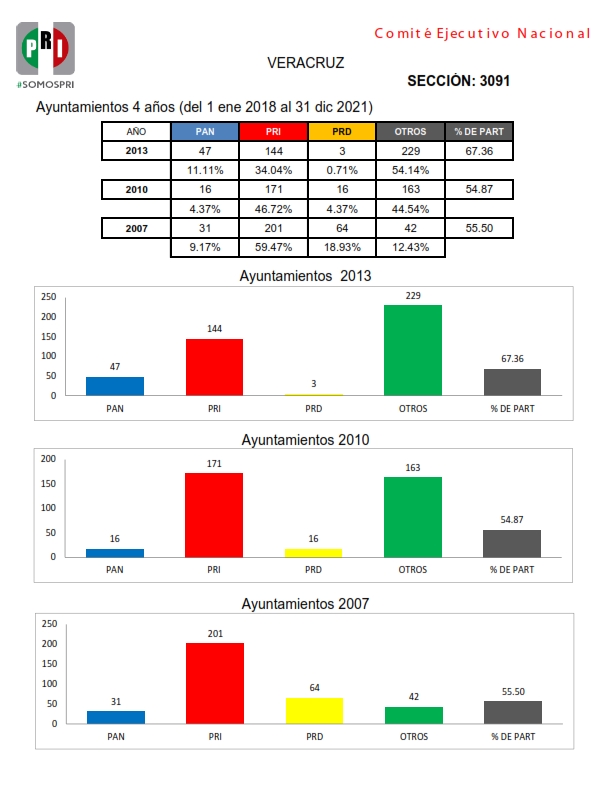 Comité Ejecutivo Nacional
PRI
#SOMOSPRI
VERACRUZ
SECCIÓN: 3091
Ayuntamientos 4 años (del 1 ene 2018 al 31 dic 2021)
AÑO PAN PRI PRD OTROS % DE PART
2013 47 144 3 229 67.36
11.11% 34.04% 0.71% 54.14%
2010 16 171 16 163 54.87
4.37% 46.72% 4.37% 44.54%
2007 31 201 64 42 55.50
9.17% 59.47% 18.93% 12.43%
Ayuntamientos 2013
250
200
150
100
50
0
47 144 3 229 67.36
PAN PRI PRD OTROS % DE PART
Ayuntamientos 2010
200
150
100
50
0
16 171 16 163 54.87
PAN PRI PRD OTROS % DE PART
Ayuntamientos 2007
250
200
150
100
50
0
31 201 64 42 55.50
PAN PRI PRD OTROS % DE PART